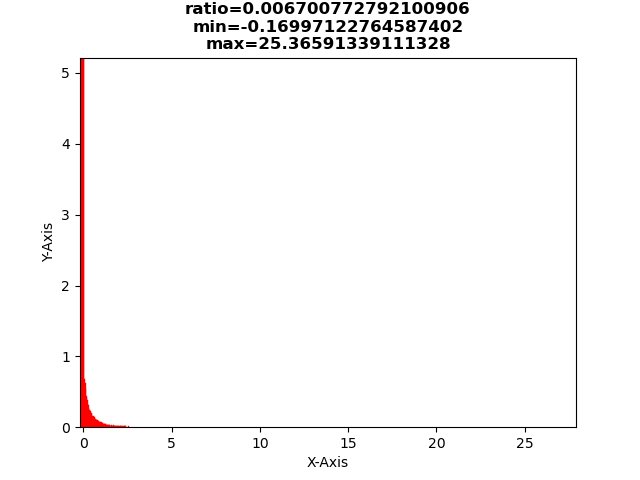 ratio=0.006700772792100906
min=-0.16997122764587402
max=25.36591339111328
5
4
3
2
1
0
Y-Axis
0 5 10 15 20 25
X-Axis